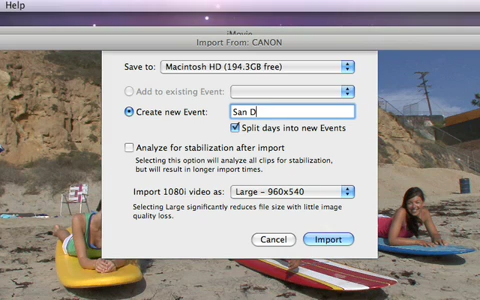 Help
iMovie
Import From: CANON
Save to: Macintosh HD (194.3GB free)
Add to existing Event:
Create new Event: San D
Split days into new Events
Analyze for stabilization after import
Selecting this option will analyze all clips for stabilization,
but will result in longer import times.
Import 1080i video as: Large - 960x540
Selecting Large significantly reduces file size with little image
quality loss.
Cancel Import